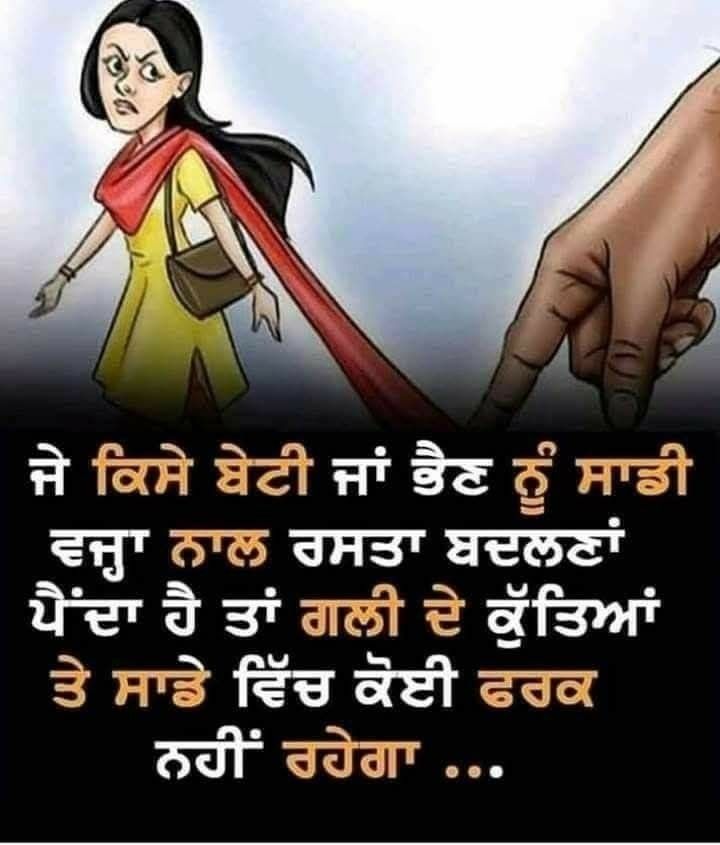 ਜੇ ਕਿਸੇ ਬੇਟੀ ਜਾਂ ਭੈਣ ਨੂੰ ਸਾਡੀ
ਵਜ੍ਹਾ ਨਾਲ ਰਸਤਾ ਬਦਲਣਾਂ
ਪੈਂਦਾ ਹੈ ਤਾਂ ਗਲੀ ਦੇ ਕੁੱਤਿਆਂ
ਤੇ ਸਾਡੇ ਵਿੱਚ ਕੋਈ ਫਰਕ
ਨਹੀਂ ਰਹੇਗਾ ...